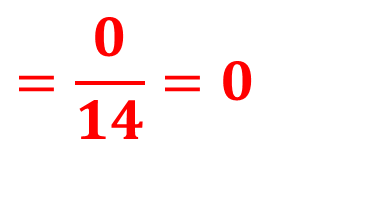 = 0/14 = 0